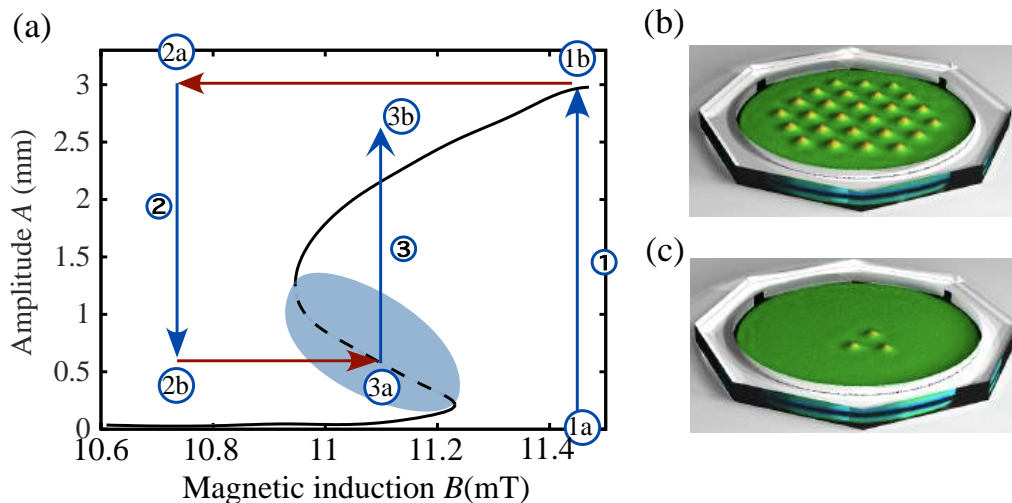 (a)
(b)
2a
1b
3
3b
2.5
2
②
③
①
1.5
1
0.5
0
2b
3a
1a
10.6
10.8
11
11.2
11.4
Amplitude A (mm)
Magnetic induction B(mT)
(c)